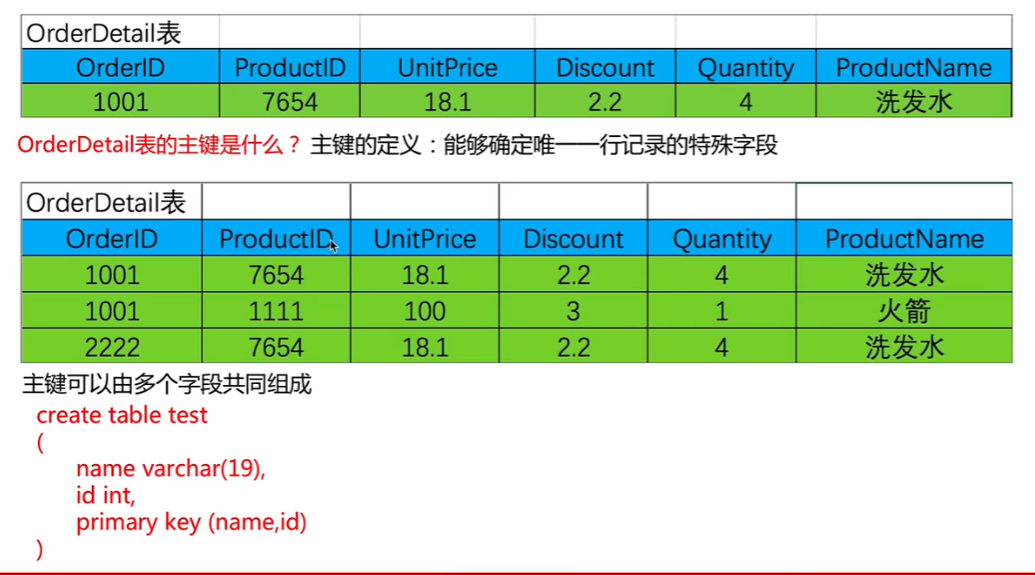 OrderDetail表
OrderID ProductID UnitPrice Discount Quantity ProductName
1001 7654 18.1 2.2 4 洗发水
OrderDetail表的主键是什么？ 主键的定义：能够确定唯一一行记录的特殊字段
OrderDetail表
OrderID ProductID UnitPrice Discount Quantity ProductName
1001 7654 18.1 2.2 4 洗发水
1001 1111 100 3 1 火箭
2222 7654 18.1 2.2 4 洗发水
主键可以由多个字段共同组成
create table test
(
name varchar(19),
id int,
primary key (name,id)
)